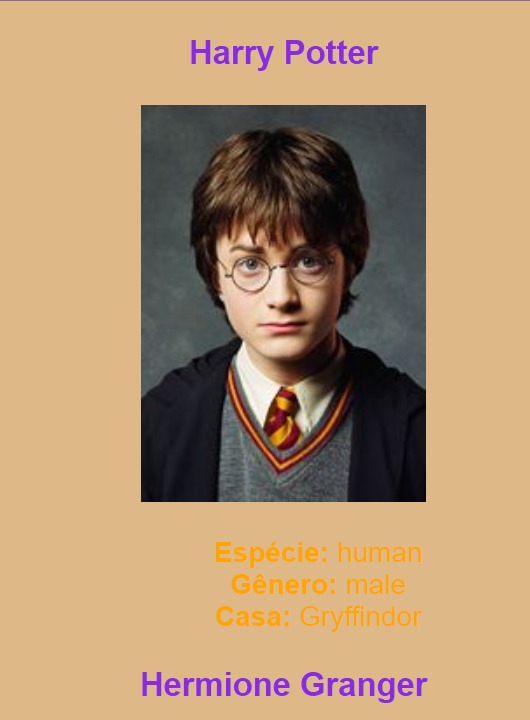 Harry Potter
Espécie: human
Gênero: male
Casa: Gryffindor
Hermione Granger